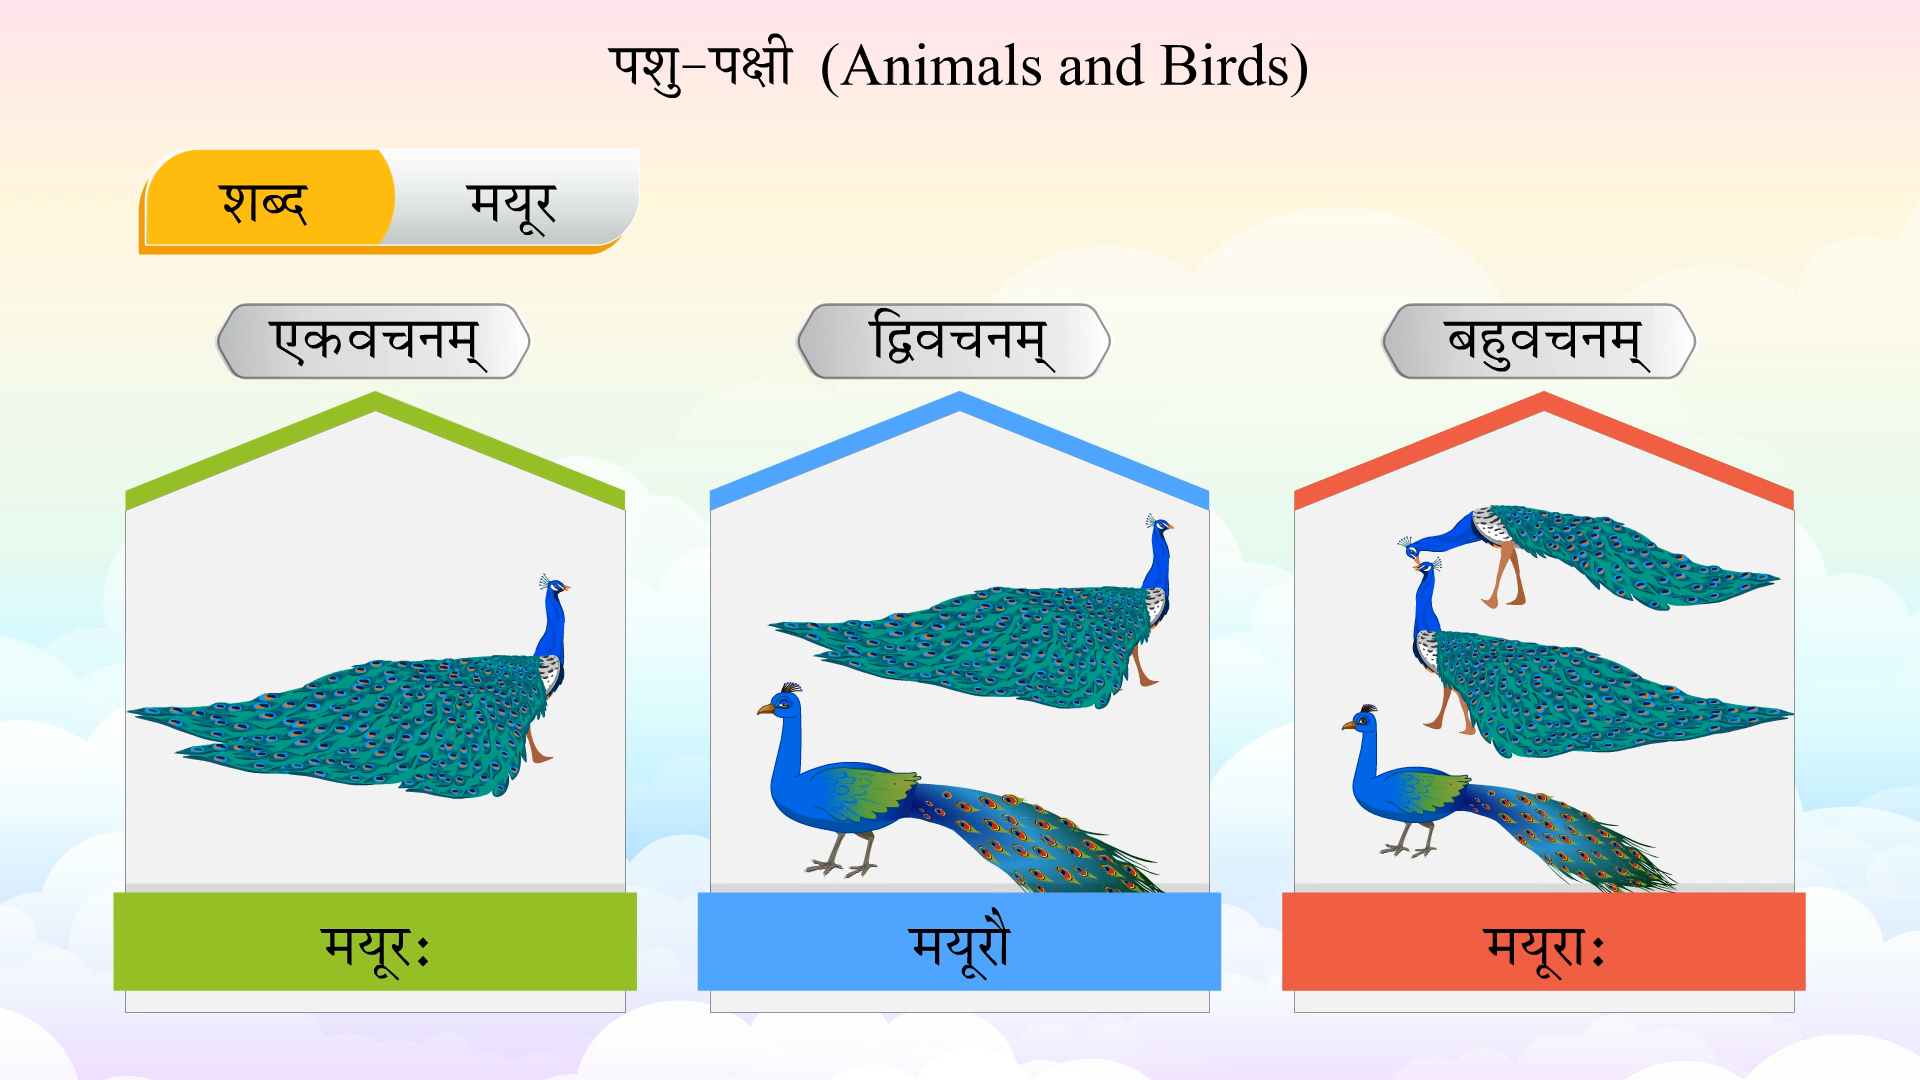 पशु-पक्षी (Animals and Birds)
शब्द मयूर
एकवचनम् द्विवचनम् बहुवचनम्
मयूरः मयूरौ मयूराः